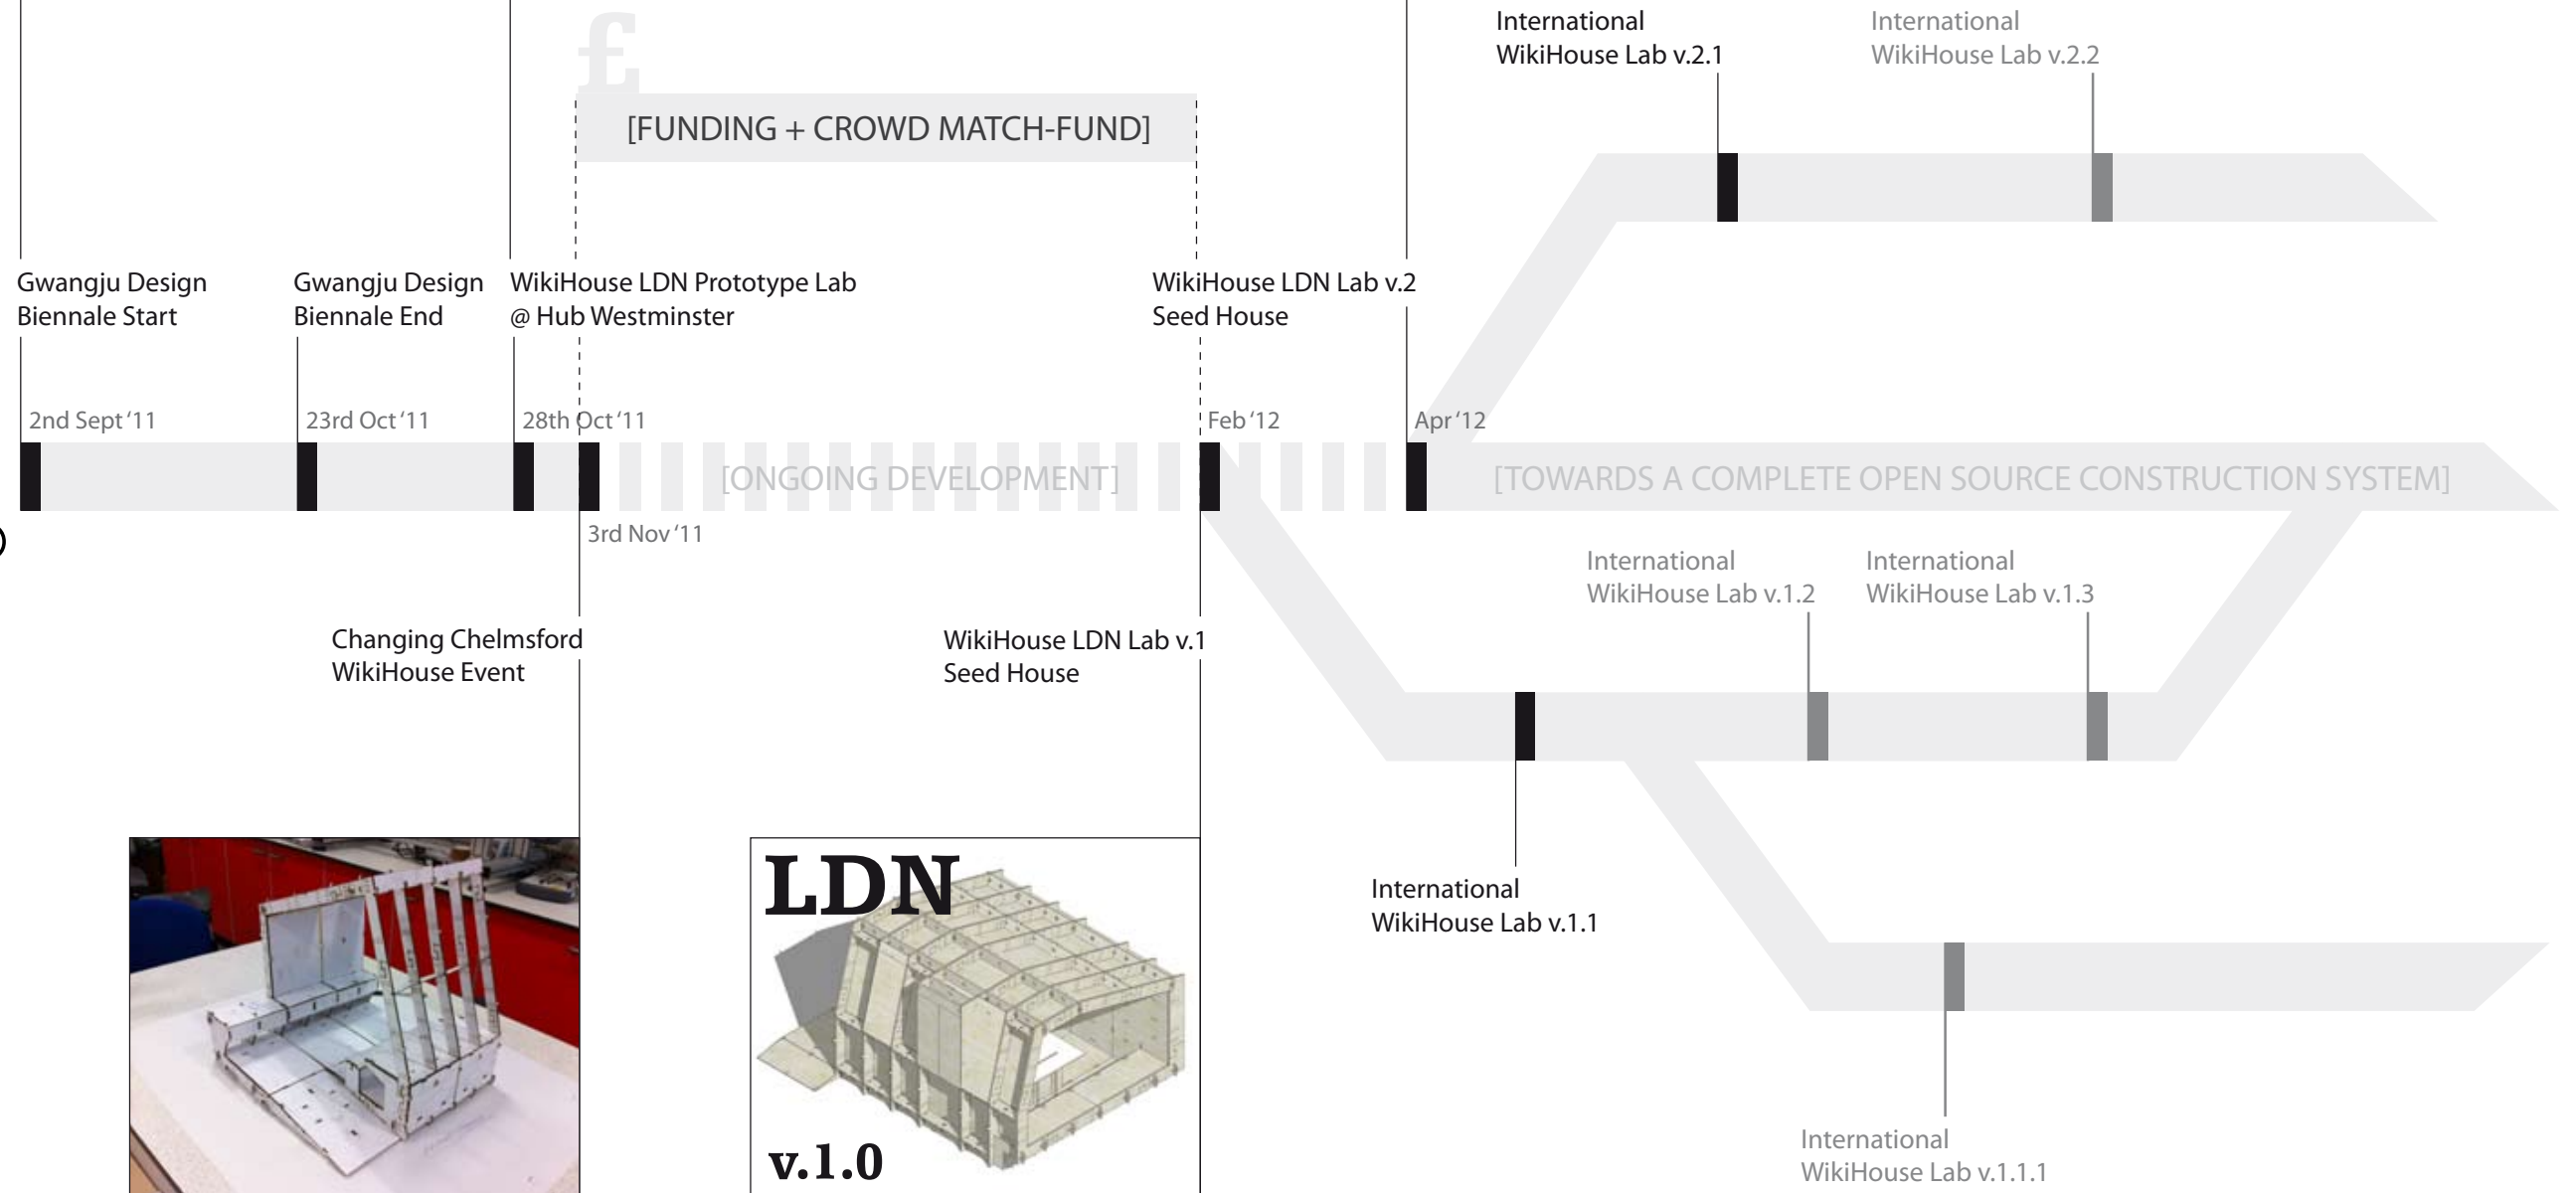 £
[FUNDING + CROWD MATCH-FUND]
International
WikiHouse Lab v.2.1
International
WikiHouse Lab v.2.2
Gwangju Design
Biennale Start
Gwangju Design
Biennale End
WikiHouse LDN Prototype Lab
@ Hub Westminster
WikiHouse LDN Lab v.2
Seed House
2nd Sept ‘11
23rd Oct ‘11
28th Oct ‘11
Feb ‘12
Apr ‘12
[ONGOING DEVELOPMENT]
[TOWARDS A COMPLETE OPEN SOURCE CONSTRUCTION SYSTEM]
)
3rd Nov ‘11
International
WikiHouse Lab v.1.2
International
WikiHouse Lab v.1.3
Changing Chelmsford
WikiHouse Event
WikiHouse LDN Lab v.1
Seed House
LDN
v.1.0
International
WikiHouse Lab v.1.1
International
WikiHouse Lab v.1.1.1